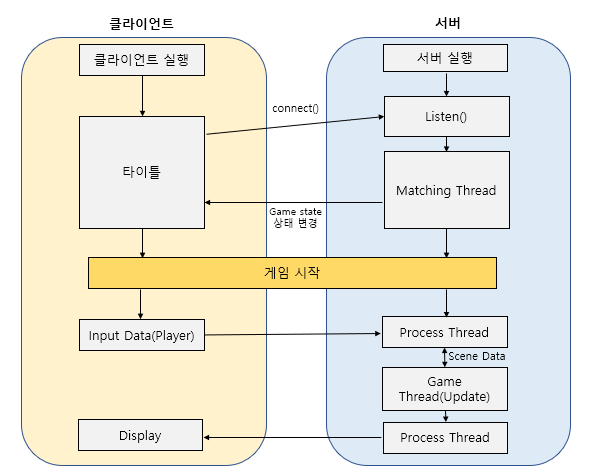 클라이언트
서버
클라이언트 실행
서버 실행
connect()
Listen()
타이틀
Matching Thread
Game state
상태 변경
게임 시작
Input Data(Player)
Process Thread
Scene Data
Game
Thread(Update)
Display
Process Thread